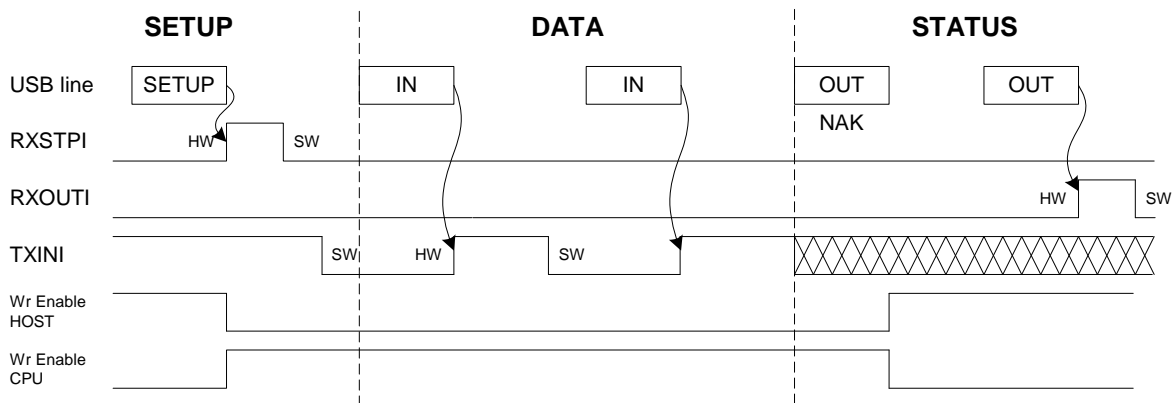 SETUP DATA STATUS
USB line SETUP IN IN OUT OUT
NAK
RXSTPI HW SW
RXOUTI HW SW
TXINI SW HW SW
Wr Enable
HOST
Wr Enable
CPU